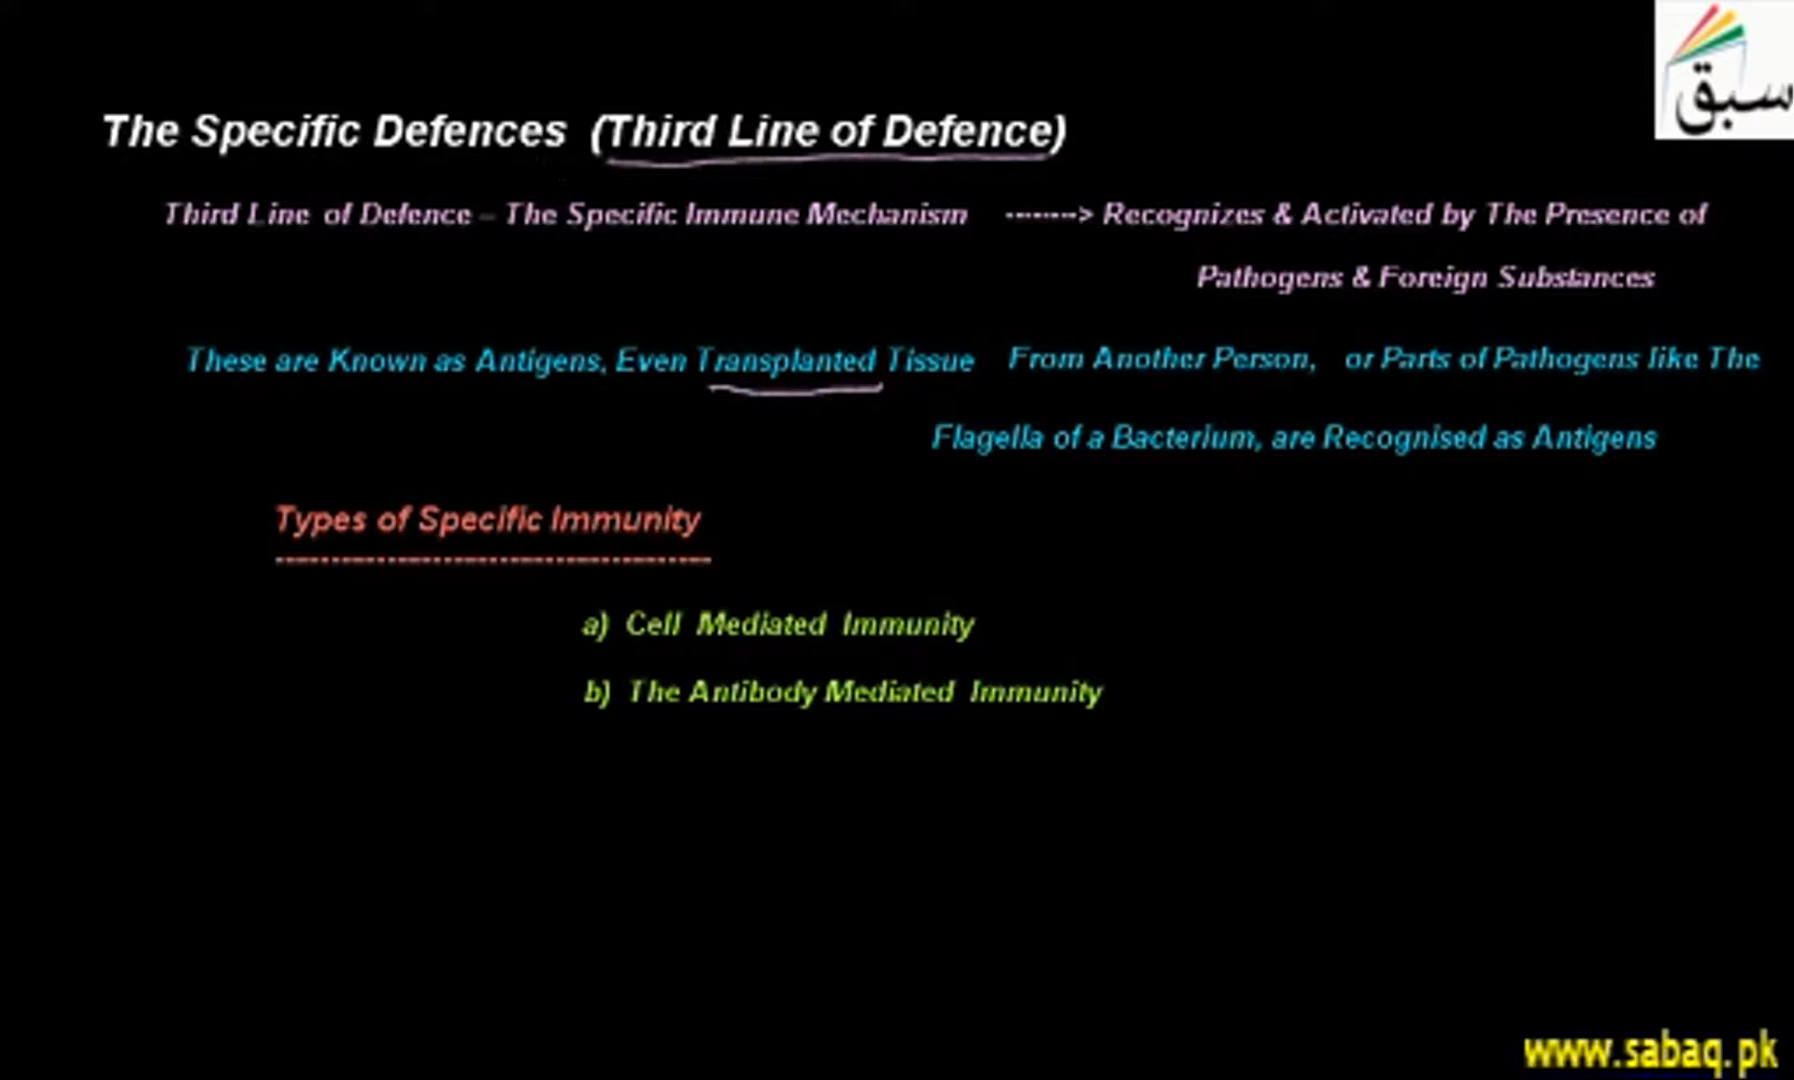 سبق
The Specific Defences (Third Line of Defence)
Third Line of Defence – The Specific Immune Mechanism --------> Recognizes & Activated by The Presence of
Pathogens & Foreign Substances
These are Known as Antigens, Even Transplanted Tissue From Another Person, or Parts of Pathogens like The
Flagella of a Bacterium, are Recognised as Antigens
Types of Specific Immunity
a) Cell Mediated Immunity
b) The Antibody Mediated Immunity
www.sabaq.pk